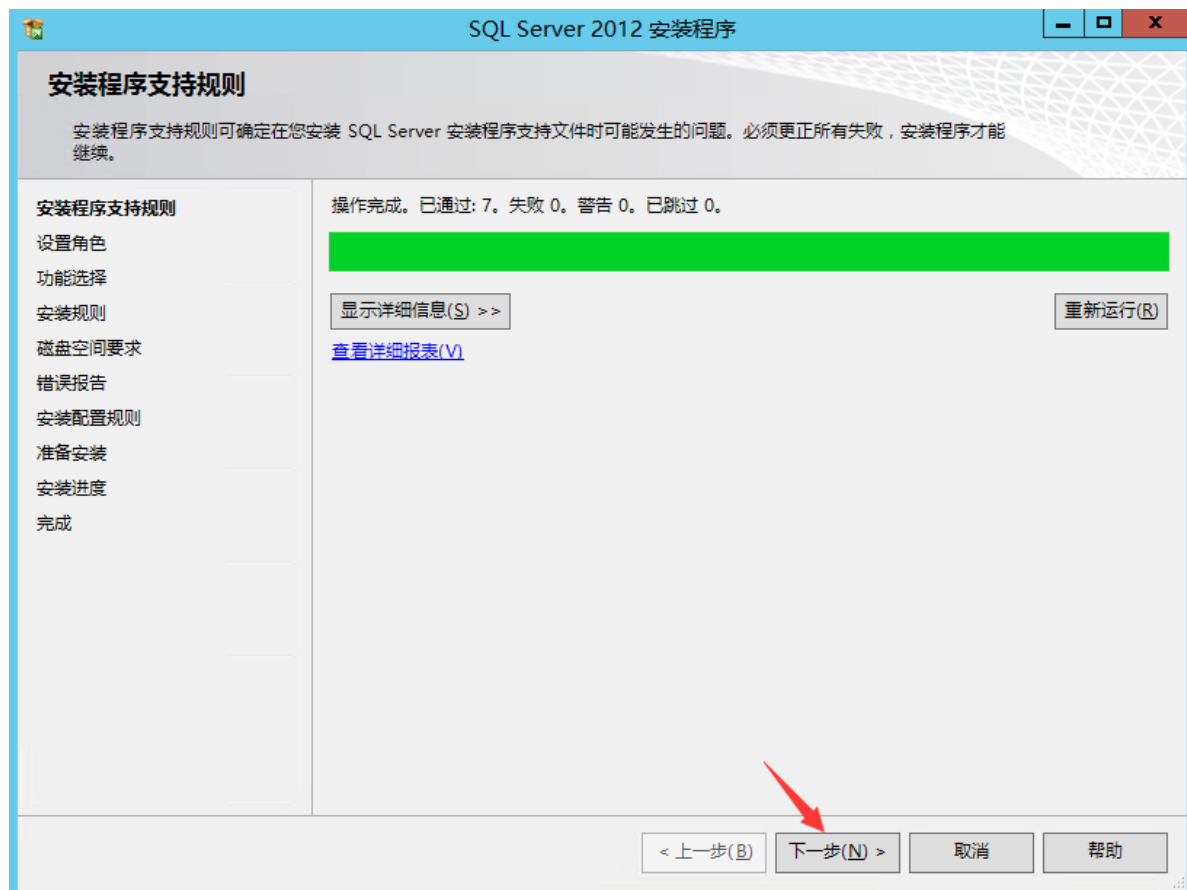 SQL Server 2012 安装程序
安装程序支持规则
安装程序支持规则可确定在您安装 SQL Server 安装程序支持文件时可能发生的问题。必须更正所有失败，安装程序才能
继续。
安装程序支持规则
设置角色
功能选择
安装规则
磁盘空间要求
错误报告
安装配置规则
准备安装
安装进度
完成
操作完成。已通过: 7。失败 0。警告 0。已跳过 0。
显示详细信息(S) >>
重新运行(R)
查看详细报表(V)
< 上一步(B)
下一步(N) >
取消
帮助